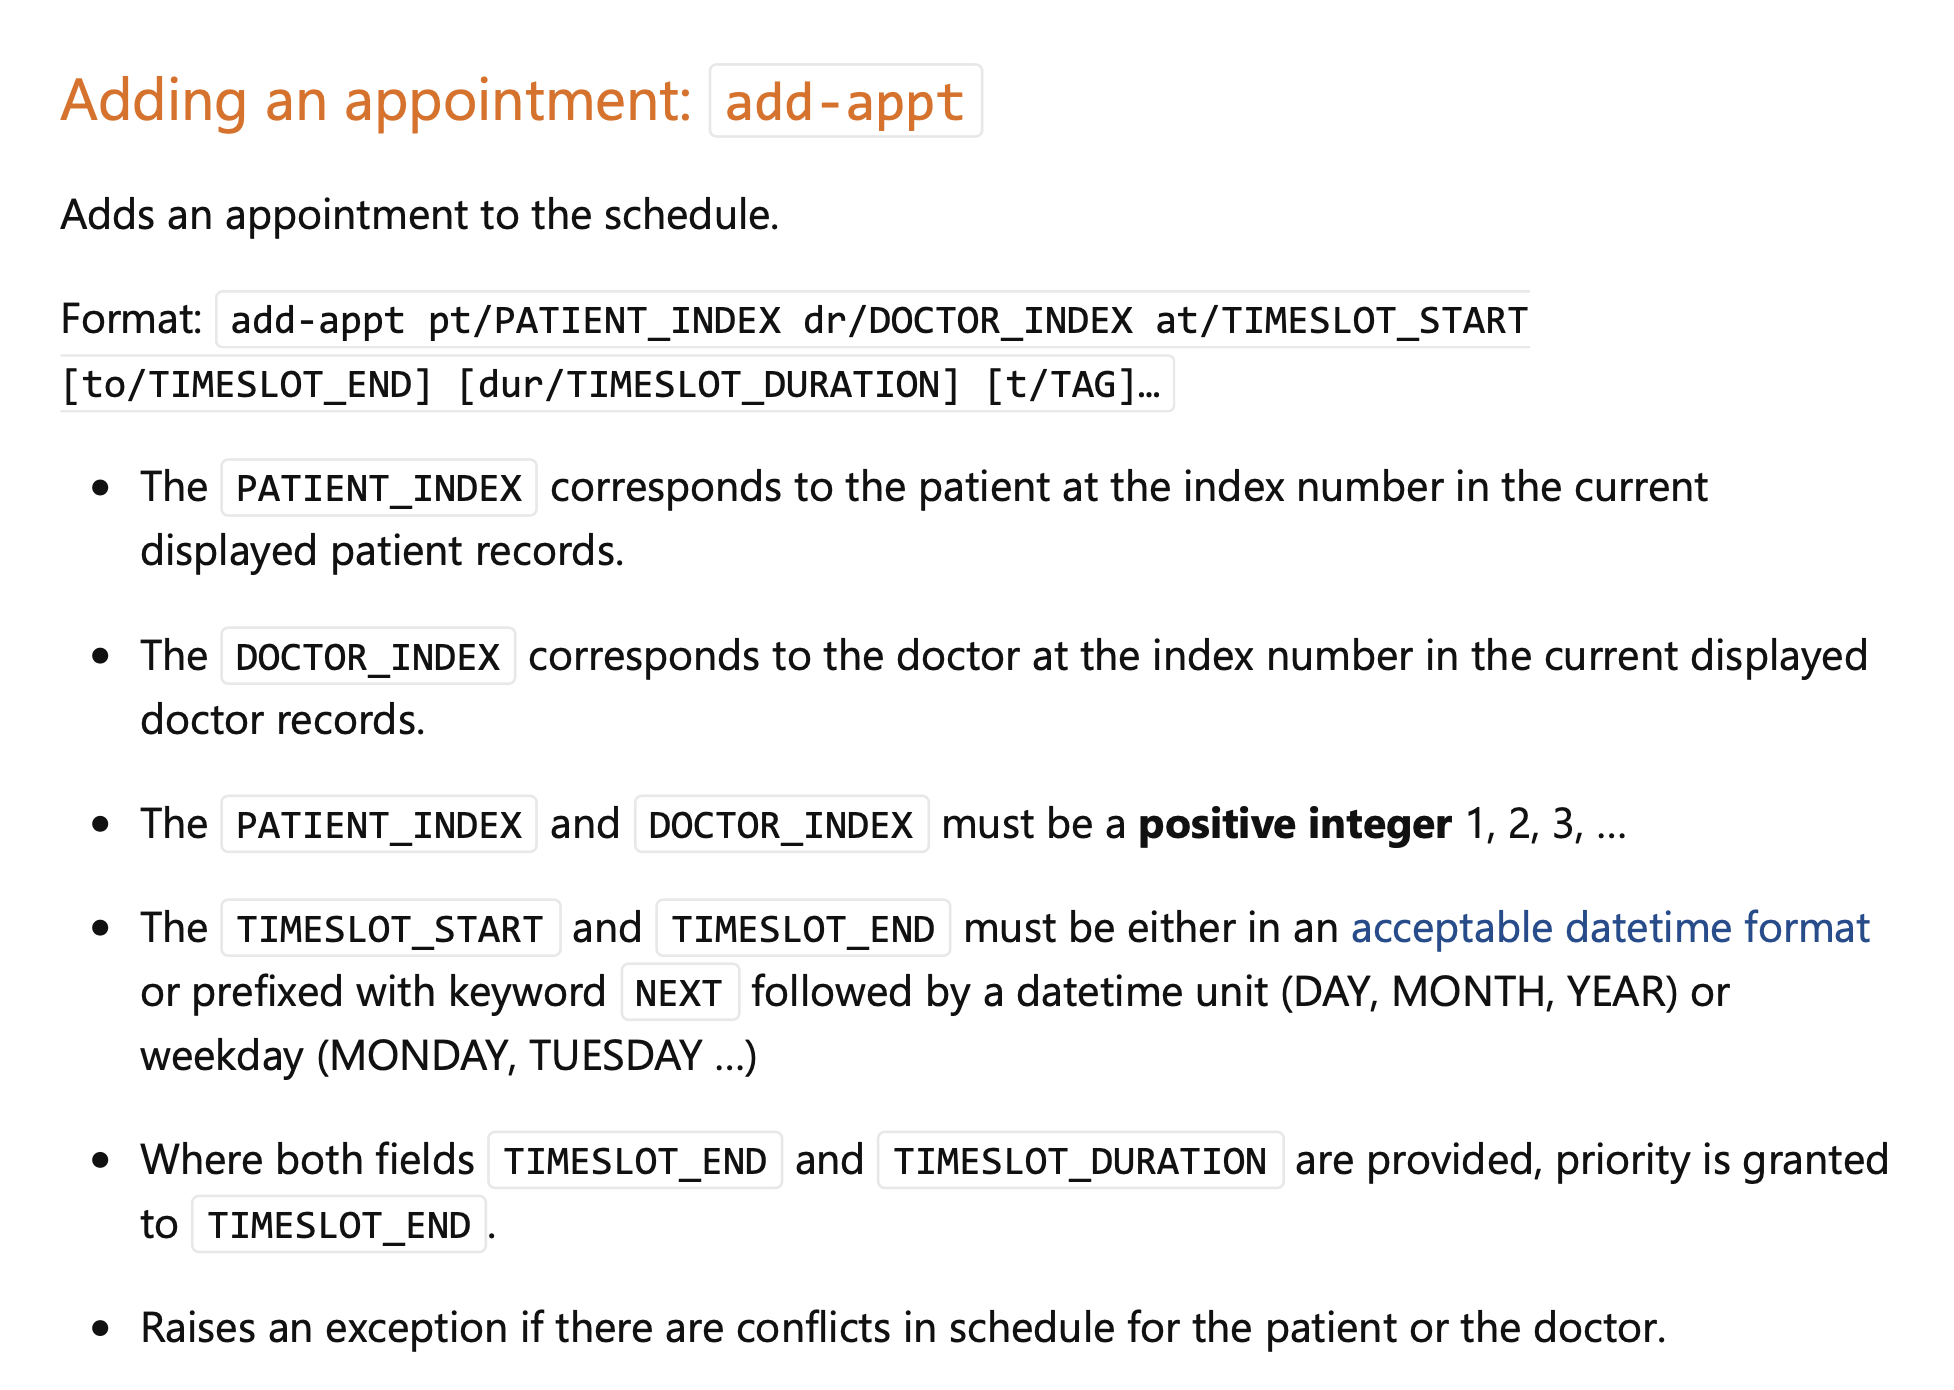 Adding an appointment: add-appt
Adds an appointment to the schedule.
Format: add-appt pt/PATIENT_INDEX dr/DOCTOR_INDEX at/TIMESLOT_START
[to/TIMESLOT_END] [dur/TIMESLOT_DURATION] [t/TAG]…
• The PATIENT_INDEX corresponds to the patient at the index number in the current
displayed patient records.
• The DOCTOR_INDEX corresponds to the doctor at the index number in the current displayed
doctor records.
• The PATIENT_INDEX and DOCTOR_INDEX must be a positive integer 1, 2, 3, …
• The TIMESLOT_START and TIMESLOT_END must be either in an acceptable datetime format
or prefixed with keyword NEXT followed by a datetime unit (DAY, MONTH, YEAR) or
weekday (MONDAY, TUESDAY …)
• Where both fields TIMESLOT_END and TIMESLOT_DURATION are provided, priority is granted
to TIMESLOT_END.
• Raises an exception if there are conflicts in schedule for the patient or the doctor.